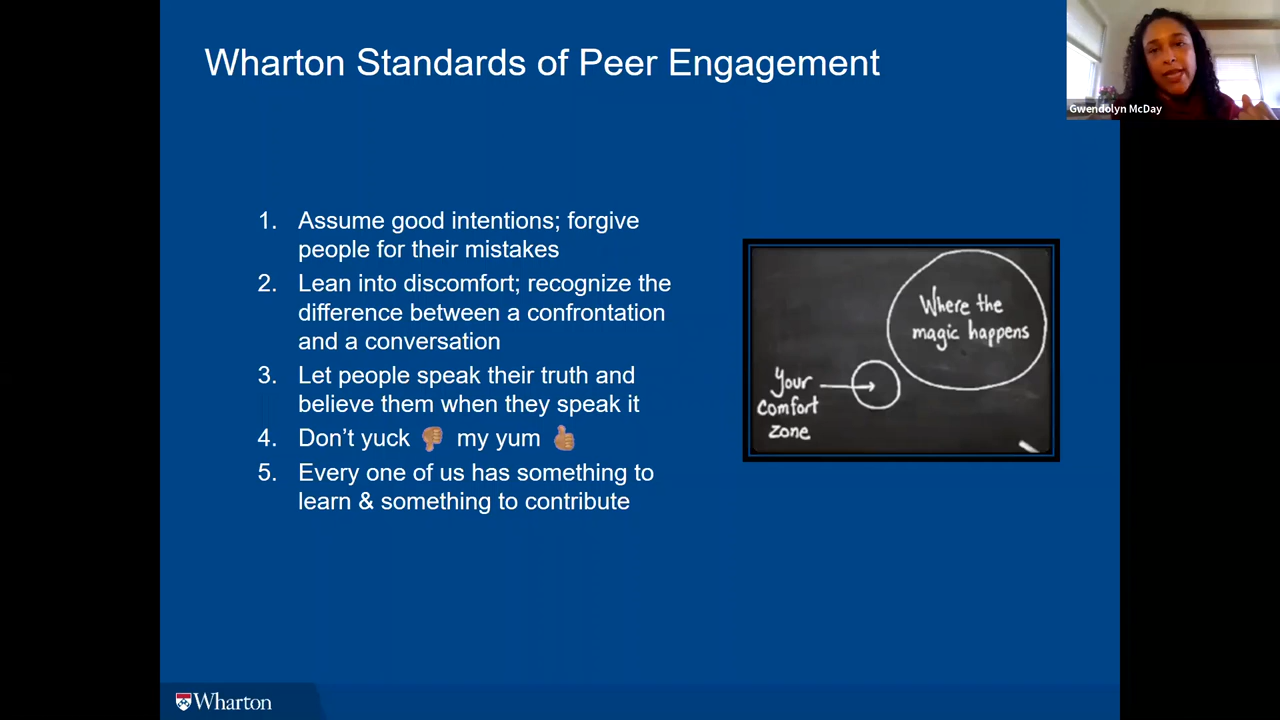 Wharton Standards of Peer Engagement
Gwendolyn McDay
1. Assume good intentions; forgive
people for their mistakes
2. Lean into discomfort; recognize the
difference between a confrontation
and a conversation
3. Let people speak their truth and
believe them when they speak it
4. Don’t yuck 👎🏽 my yum 👍🏽
5. Every one of us has something to
learn & something to contribute
Where the
magic happens
Your
comfort
zone
Wharton